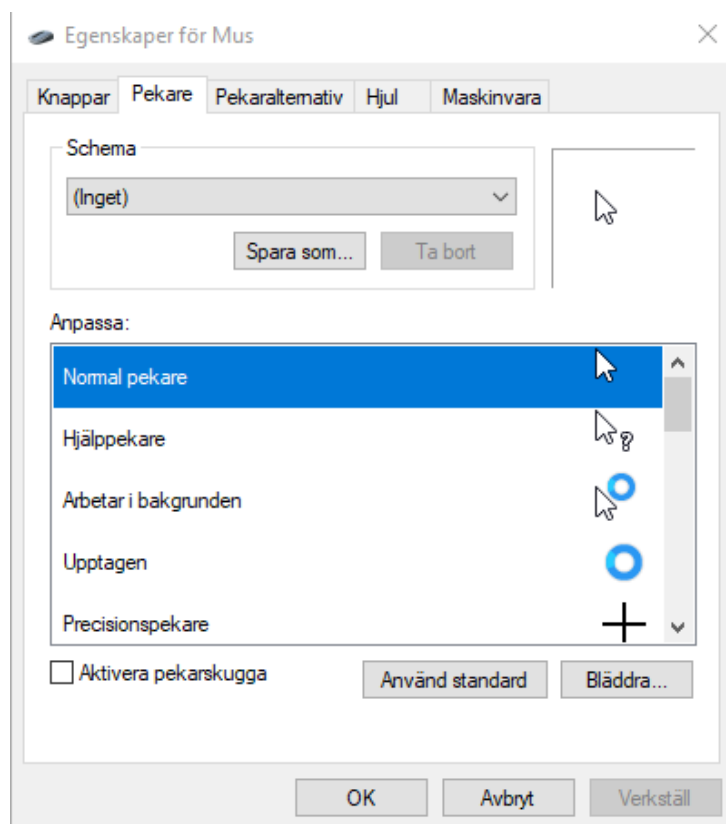 Egenskaper för Mus
Knappar Pekare Pekaralternativ Hjul Maskinvara
Schema
(Inget)
Spara som... Ta bort
Anpassa:
Normal pekare
Hjälppekare
Arbetar i bakgrunden
Upptagen
Precisionspekare
Aktivera pekarskugga Använd standard Bläddra...
OK Avbryt Verkställ